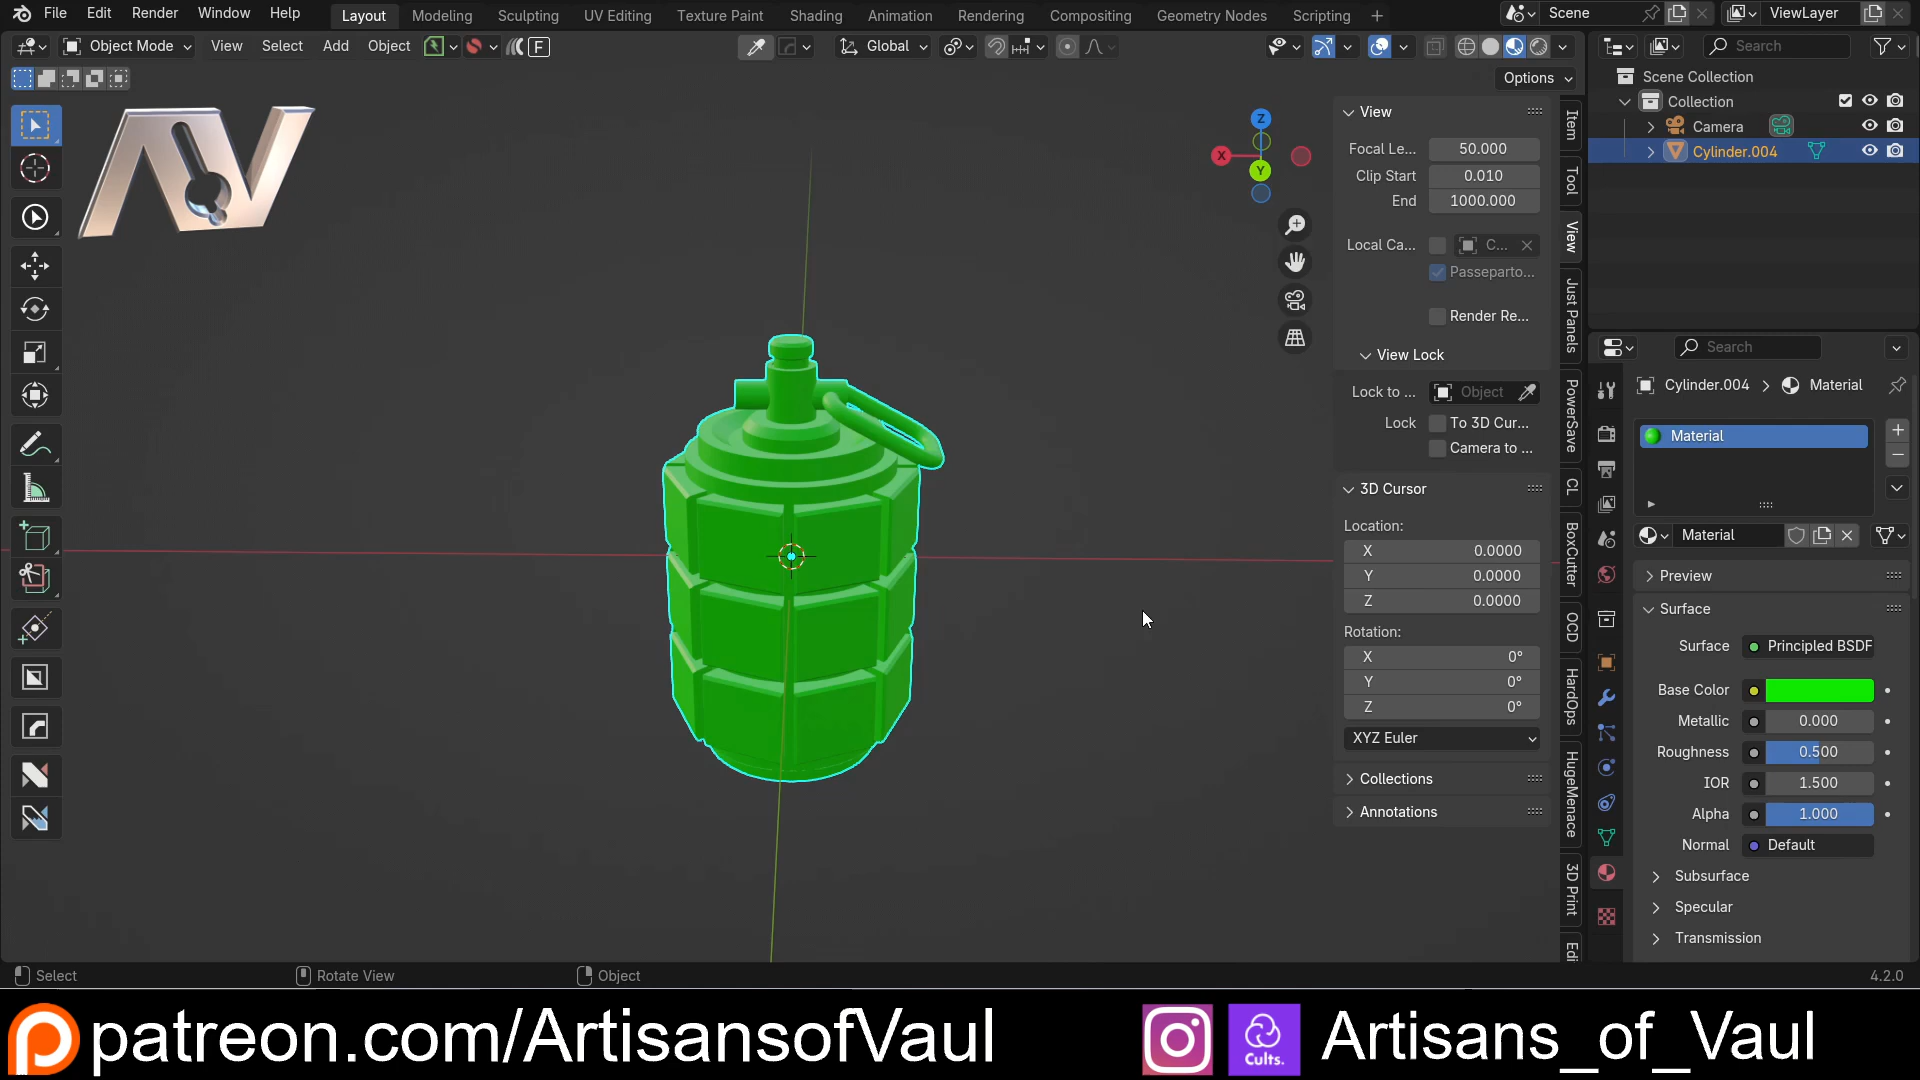 File Edit Render Window Help Layout Modeling Sculpting UV Editing Texture Paint Shading Animation Rendering Compositing Geometry Nodes Scripting + Scene ViewLayer
Object Mode View Select Add Object F Global Search
Options
Scene Collection
Collection
Camera
Cylinder.004
AV
Z
X
Y
View
Focal Le... 50.000
Clip Start 0.010
End 1000.000
Local Ca... C...
Passeparto...
Render Re...
View Lock
Lock to ... Object
Lock To 3D Cur...
Camera to ...
3D Cursor
Location:
X 0.0000
Y 0.0000
Z 0.0000
Rotation:
X 0°
Y 0°
Z 0°
XYZ Euler
Collections
Annotations
Item
Tool
View
Just Panels
PowerSave
CL
BoxCutter
OCD
HardOps
HugeMenace
3D Print
Edi
Search
Cylinder.004 > Material
Material
Material
Preview
Surface
Surface Principled BSDF
Base Color
Metallic 0.000
Roughness 0.500
IOR 1.500
Alpha 1.000
Normal Default
Subsurface
Specular
Transmission
Select Rotate View Object 4.2.0
patreon.com/ArtisansofVaul Cults. Artisans_of_Vaul